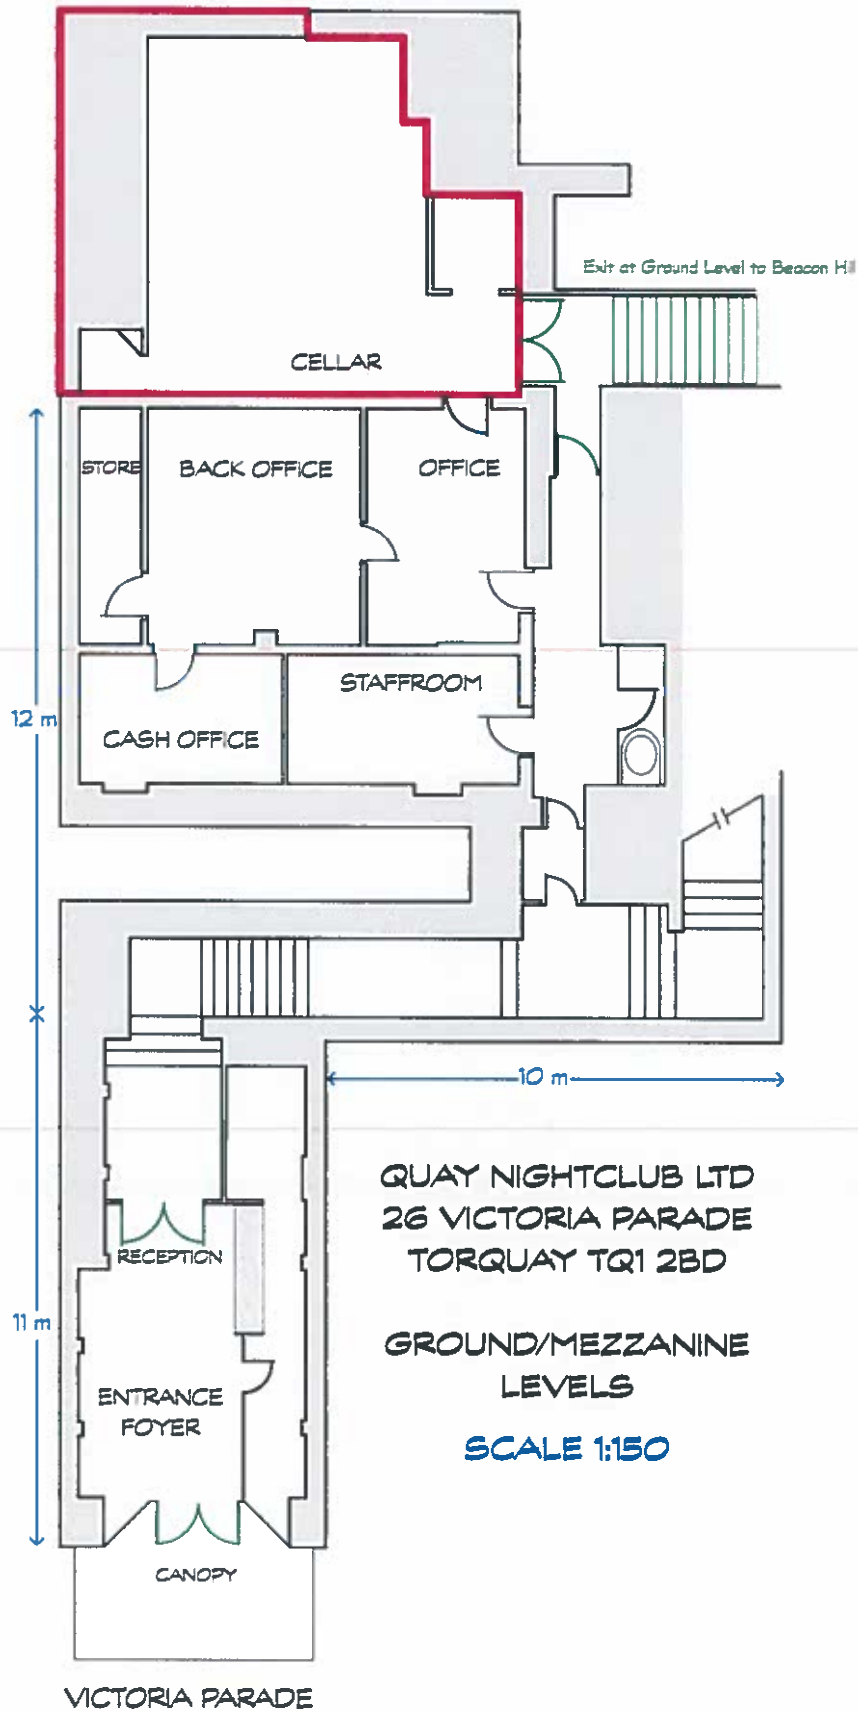 Exit at Ground Level to Beacon Hill
CELLAR
STORE
BACK OFFICE
OFFICE
STAFFROOM
12 m
CASH OFFICE
10 m
QUAY NIGHTCLUB LTD
26 VICTORIA PARADE
TORQUAY TQ1 2BD
RECEPTION
11 m
GROUND/MEZZANINE
LEVELS
ENTRANCE
FOYER
SCALE 1:150
CANOPY
VICTORIA PARADE